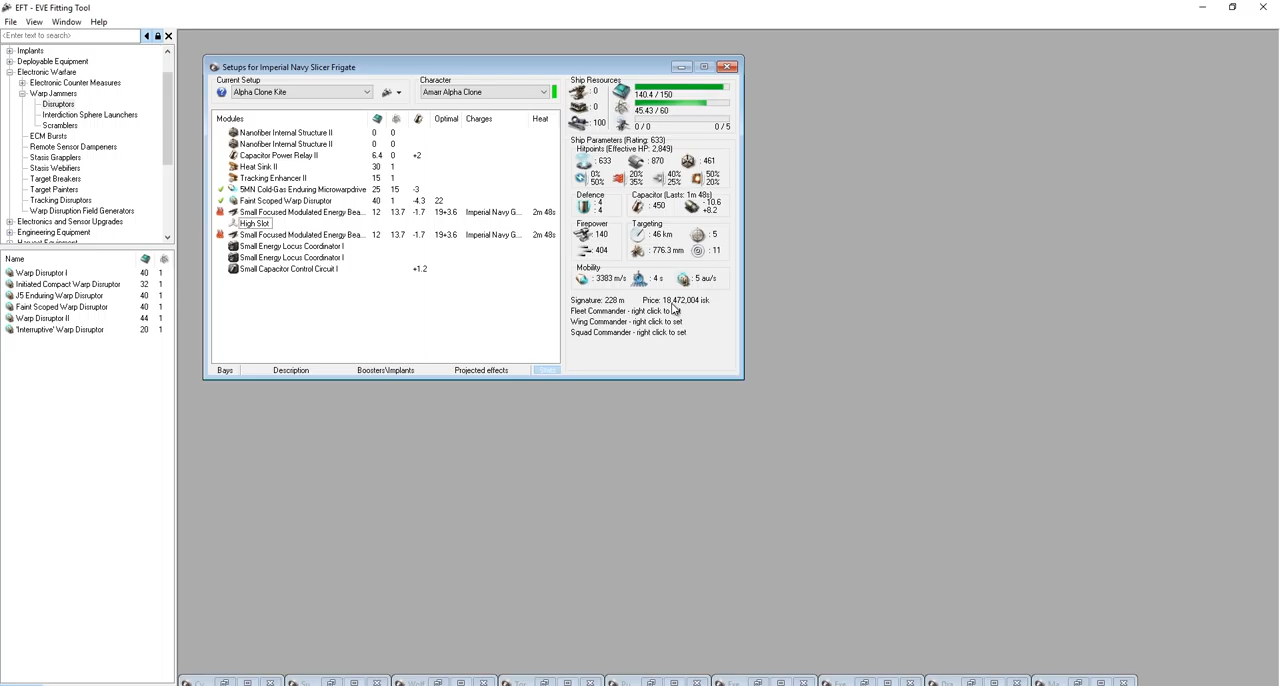 EFT - EVE Fitting Tool
File View Window Help
<Enter text to search>
Implants
Deployable Equipment
Electronic Warfare
Electronic Counter Measures
Warp Jammers
Disruptors
Interdiction Sphere Launchers
Scramblers
ECM Bursts
Remote Sensor Dampeners
Stasis Grapplers
Stasis Webifiers
Target Breakers
Target Painters
Tracking Disruptors
Warp Disruption Field Generators
Electronics and Sensor Upgrades
Engineering Equipment
Harvest Equipment
Name
Warp Disruptor I 40 1
Initiated Compact Warp Disruptor 32 1
J5 Enduring Warp Disruptor 40 1
Faint Scoped Warp Disruptor 40 1
Warp Disruptor II 44 1
'Interruptive' Warp Disruptor 20 1
Setups for Imperial Navy Slicer Frigate
Current Setup
Alpha Clone Kite
Character
Amarr Alpha Clone
Modules Optimal Charges Heat
Nanofiber Internal Structure II 0 0
Nanofiber Internal Structure II 0 0
Capacitor Power Relay II 6.4 0 +2
Heat Sink II 30 1
Tracking Enhancer II 15 1
5MN Cold-Gas Enduring Microwarpdrive 25 15 -3
Faint Scoped Warp Disruptor 40 1 -4.3 22
Small Focused Modulated Energy Bea... 12 13.7 -1.7 19+3.6 Imperial Navy G... 2m 48s
High Slot
Small Focused Modulated Energy Bea... 12 13.7 -1.7 19+3.6 Imperial Navy G... 2m 48s
Small Energy Locus Coordinator I
Small Energy Locus Coordinator I
Small Capacitor Control Circuit I +1.2
Bays Description Boosters\Implants Projected effects Stats
Ship Resources
: 0 140.4 / 150
: 0 45.43 / 60
: 100 0 / 0 0 / 5
Ship Parameters (Rating: 633)
Hitpoints (Effective HP: 2,849)
: 633 : 870 : 461
0% 20% 40% 50%
50% 35% 25% 20%
Defence Capacitor (Lasts: 1m 48s)
: 4 : 450 - 10.6
: 4 +8.2
Firepower Targeting
: 140 : 46 km : 5
: 404 : 776.3 mm : 11
Mobility
: 3383 m/s : 4 s : 5 au/s
Signature: 228 m Price: 18,472,004 isk
Fleet Commander - right click to set
Wing Commander - right click to set
Squad Commander - right click to set